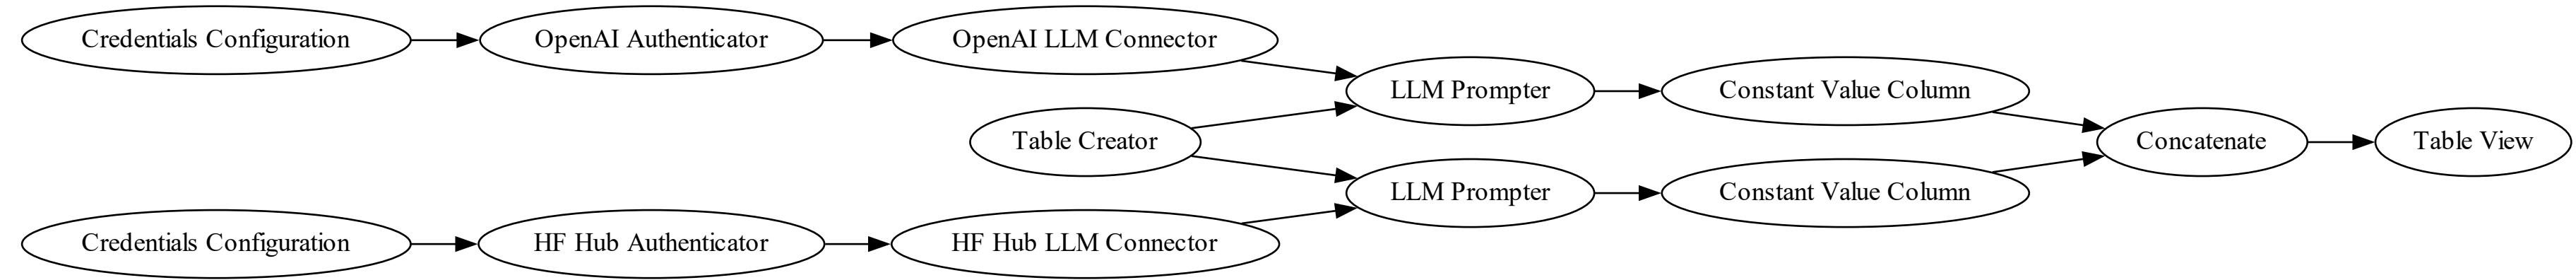 Credentials Configuration
OpenAI Authenticator
OpenAI LLM Connector
LLM Prompter
Constant Value Column
Table Creator
Concatenate
Table View
LLM Prompter
Constant Value Column
Credentials Configuration
HF Hub Authenticator
HF Hub LLM Connector